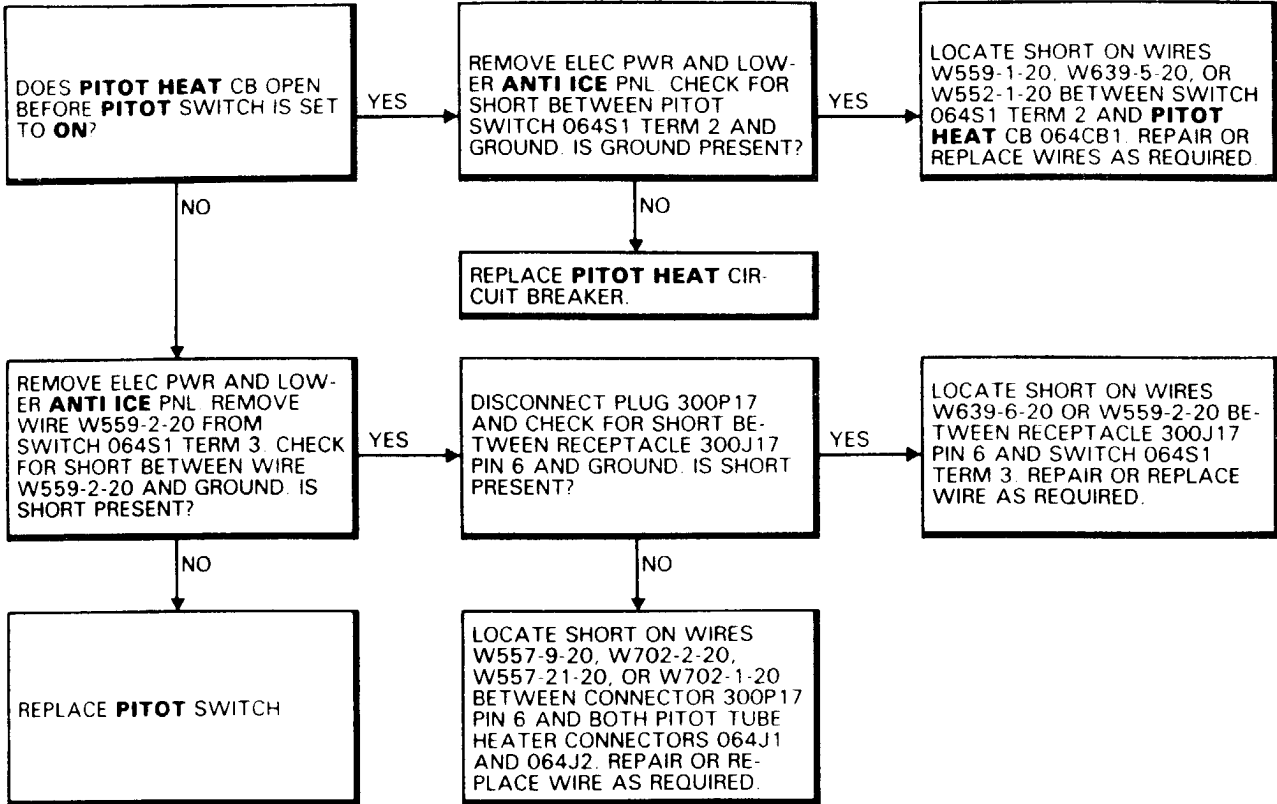 DOES PITOT HEAT CB OPEN
BEFORE PITOT SWITCH IS SET
TO ON?
YES
REMOVE ELEC PWR AND LOW-
ER ANTI ICE PNL. CHECK FOR
SHORT BETWEEN PITOT
SWITCH 064S1 TERM 2 AND
GROUND. IS GROUND PRESENT?
YES
LOCATE SHORT ON WIRES
W559-1-20, W639-5-20, OR
W552-1-20 BETWEEN SWITCH
064S1 TERM 2 AND PITOT
HEAT CB 064CB1. REPAIR OR
REPLACE WIRES AS REQUIRED.
NO
NO
REPLACE PITOT HEAT CIR-
CUIT BREAKER.
REMOVE ELEC PWR AND LOW-
ER ANTI ICE PNL. REMOVE
WIRE W559-2-20 FROM
SWITCH 064S1 TERM 3. CHECK
FOR SHORT BETWEEN WIRE
W559-2-20 AND GROUND. IS
SHORT PRESENT?
YES
DISCONNECT PLUG 300P17
AND CHECK FOR SHORT BE-
TWEEN RECEPTACLE 300J17
PIN 6 AND GROUND. IS SHORT
PRESENT?
YES
LOCATE SHORT ON WIRES
W639-6-20 OR W559-2-20 BE-
TWEEN RECEPTACLE 300J17
PIN 6 AND SWITCH 064S1
TERM 3. REPAIR OR REPLACE
WIRE AS REQUIRED.
NO
NO
REPLACE PITOT SWITCH
LOCATE SHORT ON WIRES
W557-9-20, W702-2-20,
W557-21-20, OR W702-1-20
BETWEEN CONNECTOR 300P17
PIN 6 AND BOTH PITOT TUBE
HEATER CONNECTORS 064J1
AND 064J2. REPAIR OR RE-
PLACE WIRE AS REQUIRED.